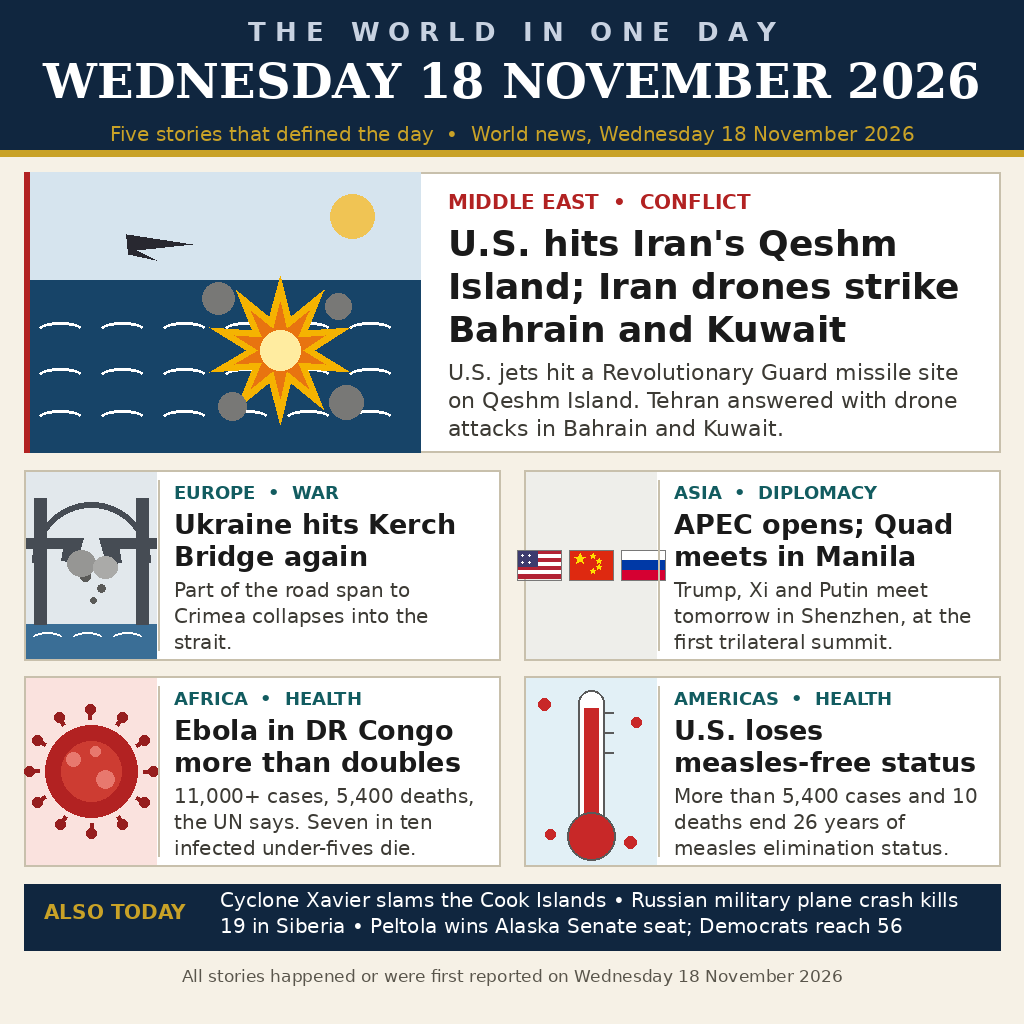 THE WORLD IN ONE DAY
WEDNESDAY 18 NOVEMBER 2026
Five stories that defined the day • World news, Wednesday 18 November 2026
MIDDLE EAST • CONFLICT
U.S. hits Iran's Qeshm
Island; Iran drones strike
Bahrain and Kuwait
U.S. jets hit a Revolutionary Guard missile site
on Qeshm Island. Tehran answered with drone
attacks in Bahrain and Kuwait.
EUROPE • WAR
Ukraine hits Kerch
Bridge again
Part of the road span to
Crimea collapses into the
strait.
ASIA • DIPLOMACY
APEC opens; Quad
meets in Manila
Trump, Xi and Putin meet
tomorrow in Shenzhen, at the
first trilateral summit.
AFRICA • HEALTH
Ebola in DR Congo
more than doubles
11,000+ cases, 5,400 deaths,
the UN says. Seven in ten
infected under-fives die.
AMERICAS • HEALTH
U.S. loses
measles-free status
More than 5,400 cases and 10
deaths end 26 years of
measles elimination status.
ALSO TODAY
Cyclone Xavier slams the Cook Islands • Russian military plane crash kills
19 in Siberia • Peltola wins Alaska Senate seat; Democrats reach 56
All stories happened or were first reported on Wednesday 18 November 2026